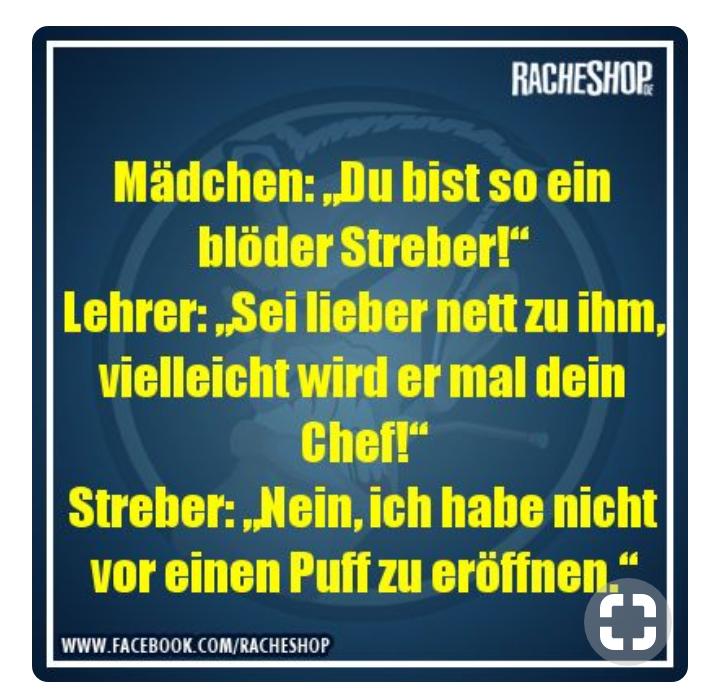 RACHESHOP.DE
Mädchen: „Du bist so ein
blöder Streber!“
Lehrer: „Sei lieber nett zu ihm,
vielleicht wird er mal dein
Chef!“
Streber: „Nein, ich habe nicht
vor einen Puff zu eröffnen.“
WWW.FACEBOOK.COM/RACHESHOP